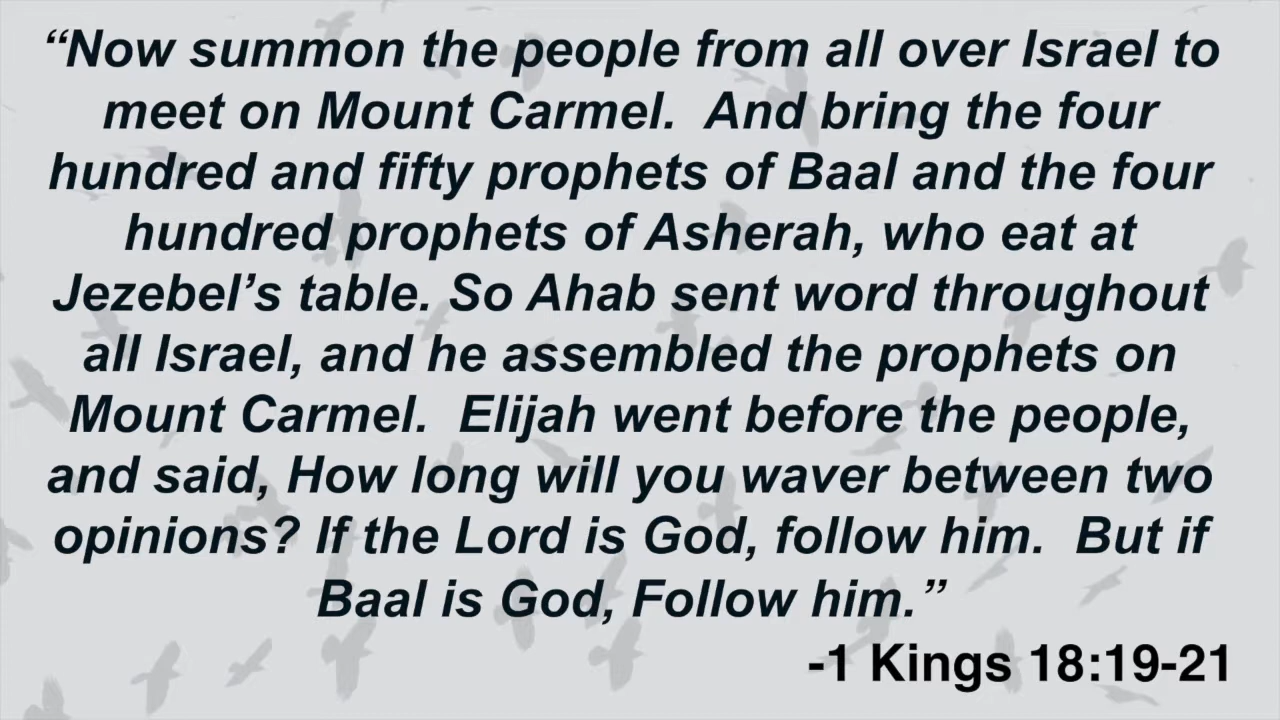 “Now summon the people from all over Israel to
meet on Mount Carmel.  And bring the four
hundred and fifty prophets of Baal and the four
hundred prophets of Asherah, who eat at
Jezebel’s table. So Ahab sent word throughout
all Israel, and he assembled the prophets on
Mount Carmel.  Elijah went before the people,
and said, How long will you waver between two
opinions? If the Lord is God, follow him.  But if
Baal is God, Follow him.”
-1 Kings 18:19-21